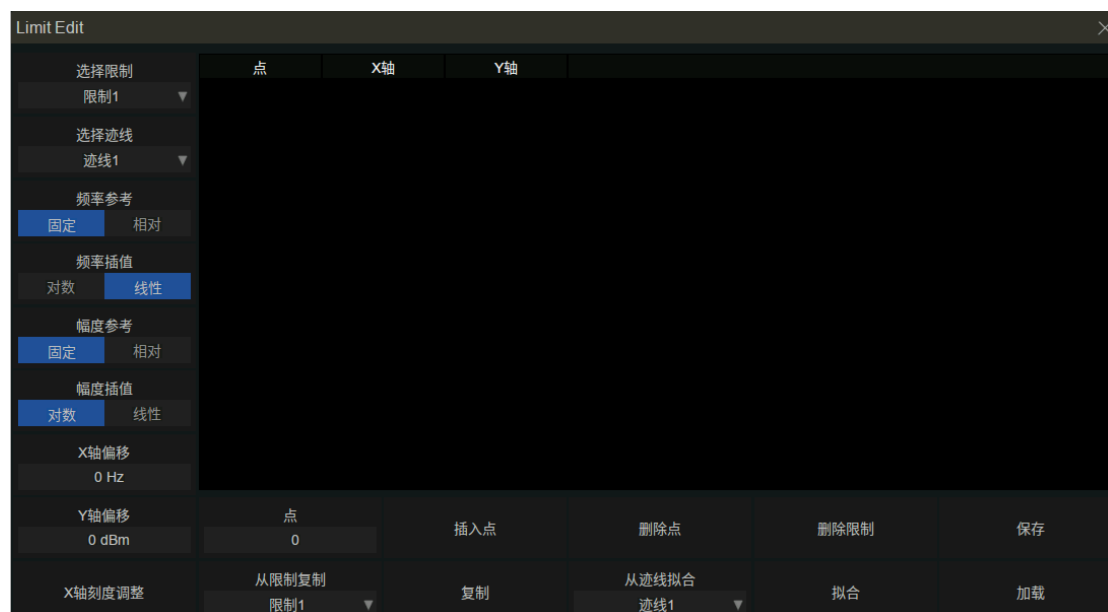 Limit Edit
选择限制
限制1
选择迹线
迹线1
频率参考
固定 相对
频率插值
对数 线性
幅度参考
固定 相对
幅度插值
对数 线性
X轴偏移
0 Hz
Y轴偏移
0 dBm
X轴刻度调整
点 X轴 Y轴
点
0
插入点
删除点
删除限制
保存
从限制复制
限制1
复制
从迹线拟合
迹线1
拟合
加载